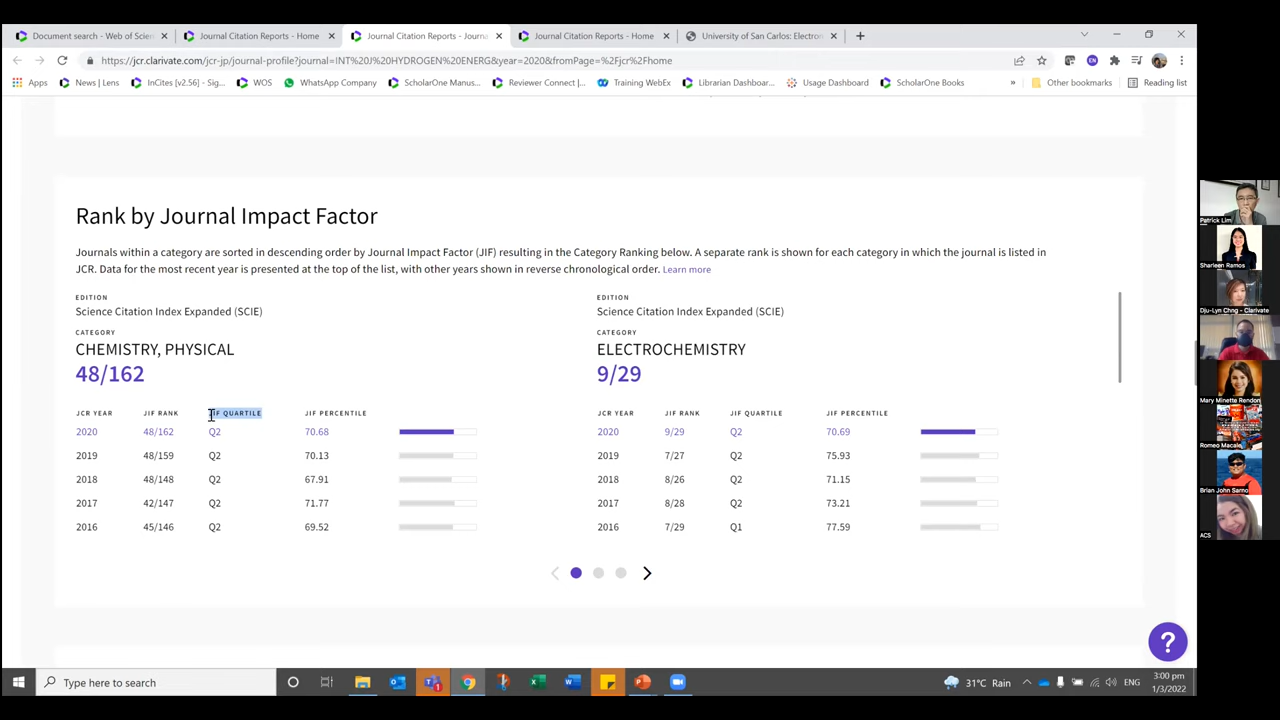 Document search - Web of Scien
Journal Citation Reports - Home
Journal Citation Reports - Journa
Journal Citation Reports - Home
University of San Carlos: Electron
https://jcr.clarivate.com/jcr-jp/journal-profile?journal=INT%20J%20HYDROGEN%20ENERG&year=2020&fromPage=%2Fjcr%2Fhome
Apps
News | Lens
InCites [v2.56] - Sig...
WOS
WhatsApp Company
ScholarOne Manus...
Reviewer Connect |...
Training WebEx
Librarian Dashboar...
Usage Dashboard
ScholarOne Books
»
Other bookmarks
Reading list
Rank by Journal Impact Factor
Journals within a category are sorted in descending order by Journal Impact Factor (JIF) resulting in the Category Ranking below. A separate rank is shown for each category in which the journal is listed in
JCR. Data for the most recent year is presented at the top of the list, with other years shown in reverse chronological order. Learn more
EDITION
Science Citation Index Expanded (SCIE)
CATEGORY
CHEMISTRY, PHYSICAL
48/162
JCR YEAR JIF RANK JIF QUARTILE JIF PERCENTILE
2020 48/162 Q2 70.68
2019 48/159 Q2 70.13
2018 48/148 Q2 67.91
2017 42/147 Q2 71.77
2016 45/146 Q2 69.52
EDITION
Science Citation Index Expanded (SCIE)
CATEGORY
ELECTROCHEMISTRY
9/29
JCR YEAR JIF RANK JIF QUARTILE JIF PERCENTILE
2020 9/29 Q2 70.69
2019 7/27 Q2 75.93
2018 8/26 Q2 71.15
2017 8/28 Q2 73.21
2016 7/29 Q1 77.59
?
Patrick Lim
Sharleen Ramos
Dju-Lyn Chng - Clarivate
Mary Minette Rendon
Romeo Macale
Brian John Sarno
ACS
Type here to search
31°C Rain
ENG
3:00 pm
1/3/2022